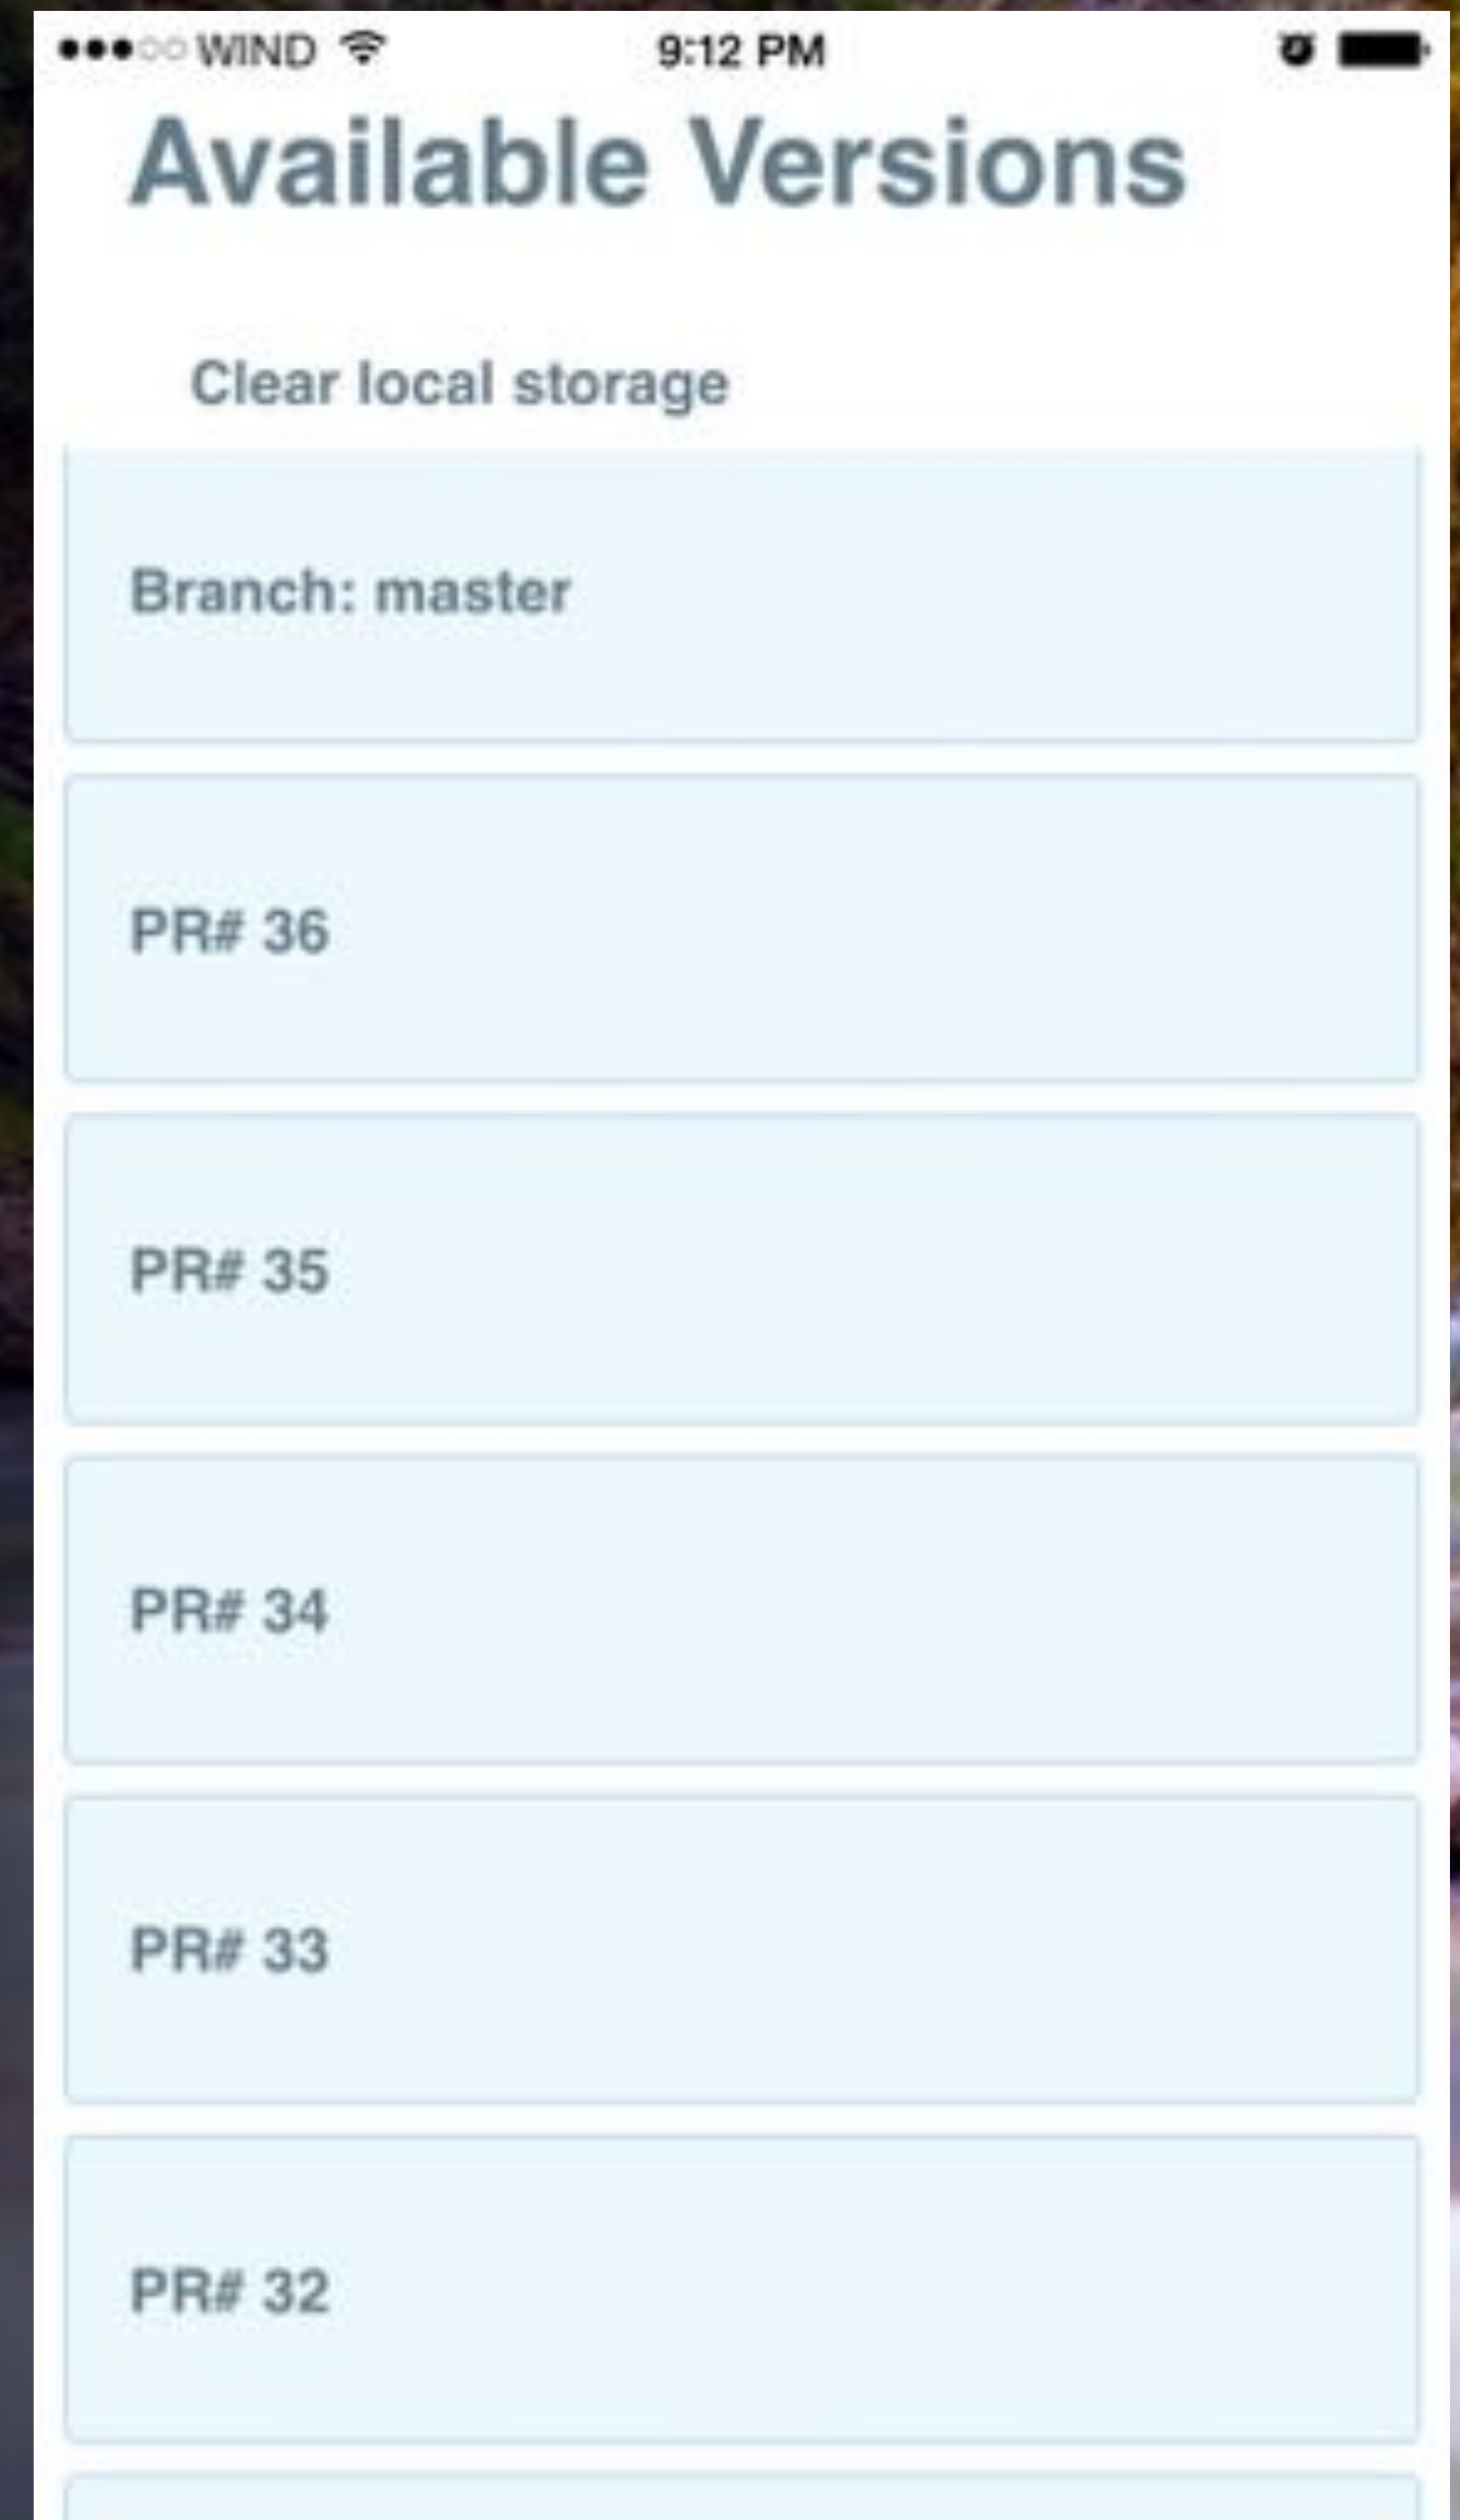 WIND 9:12 PM
Available Versions
Clear local storage
Branch: master
PR# 36
PR# 35
PR# 34
PR# 33
PR# 32